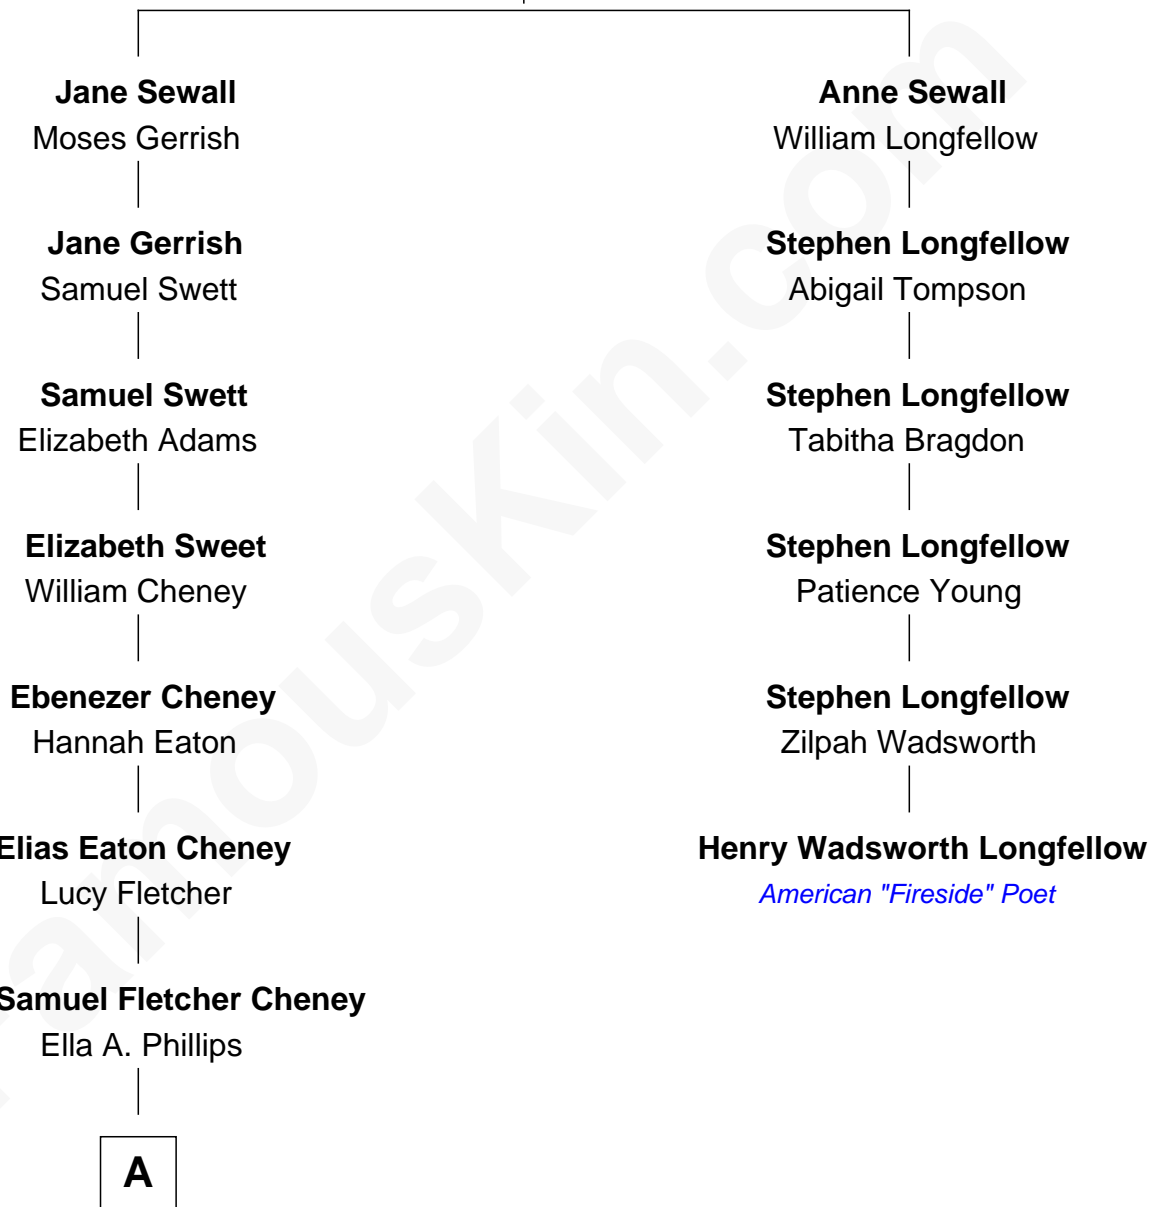 Jane Sewall
Moses Gerrish
Jane Gerrish
Samuel Swett
Samuel Swett
Elizabeth Adams
Elizabeth Sweet
William Cheney
Ebenezer Cheney
Hannah Eaton
Elias Eaton Cheney
Lucy Fletcher
Samuel Fletcher Cheney
Ella A. Phillips
A
Anne Sewall
William Longfellow
Stephen Longfellow
Abigail Tompson
Stephen Longfellow
Tabitha Bragdon
Stephen Longfellow
Patience Young
Stephen Longfellow
Zilpah Wadsworth
Henry Wadsworth Longfellow
American "Fireside" Poet
FamousKin.com